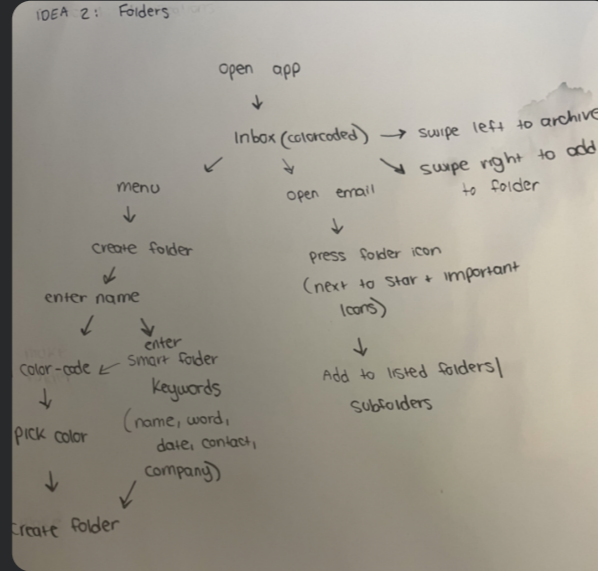 IDEA 2: Folders
open app
Inbox (colorcoded) → swipe left to archive
swipe right to add
to folder
menu
open email
create folder
press folder icon
(next to star + important
Icons)
enter name
enter
smart folder
keywords
(name, word,
date, contact,
company)
color-code
Add to listed folders/
subfolders
pick color
create folder